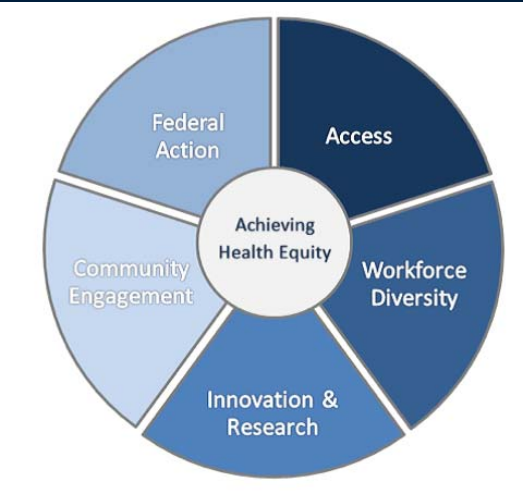 Federal
Action
Access
Achieving
Health Equity
Community
Engagement
Workforce
Diversity
Innovation &
Research